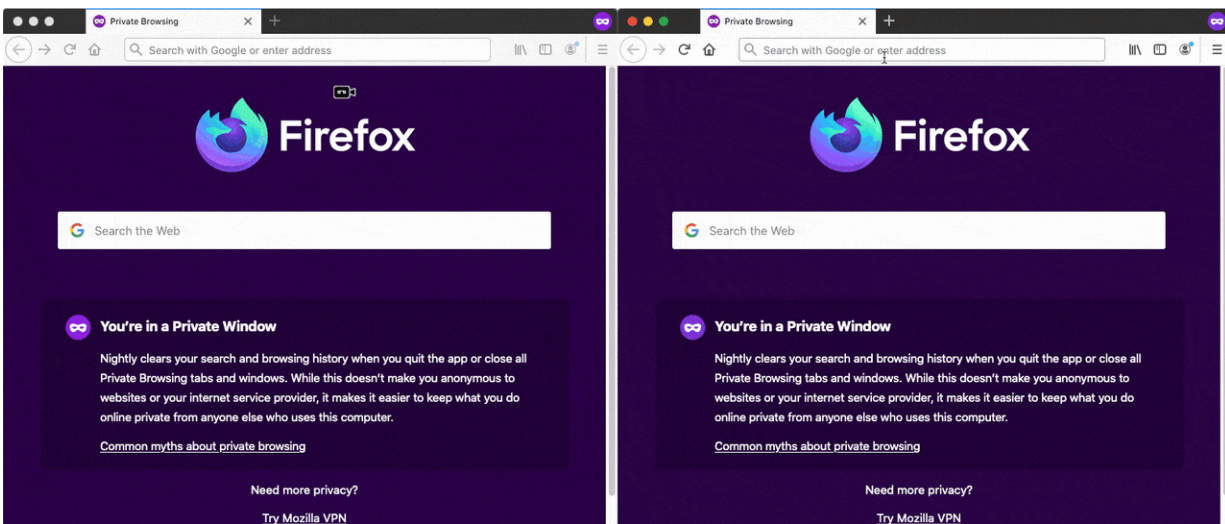 Private Browsing
Search with Google or enter address
Firefox
Search the Web
You're in a Private Window
Nightly clears your search and browsing history when you quit the app or close all
Private Browsing tabs and windows. While this doesn't make you anonymous to
websites or your internet service provider, it makes it easier to keep what you do
online private from anyone else who uses this computer.
Common myths about private browsing
Need more privacy?
Try Mozilla VPN
Private Browsing
Search with Google or enter address
Firefox
Search the Web
You're in a Private Window
Nightly clears your search and browsing history when you quit the app or close all
Private Browsing tabs and windows. While this doesn't make you anonymous to
websites or your internet service provider, it makes it easier to keep what you do
online private from anyone else who uses this computer.
Common myths about private browsing
Need more privacy?
Try Mozilla VPN